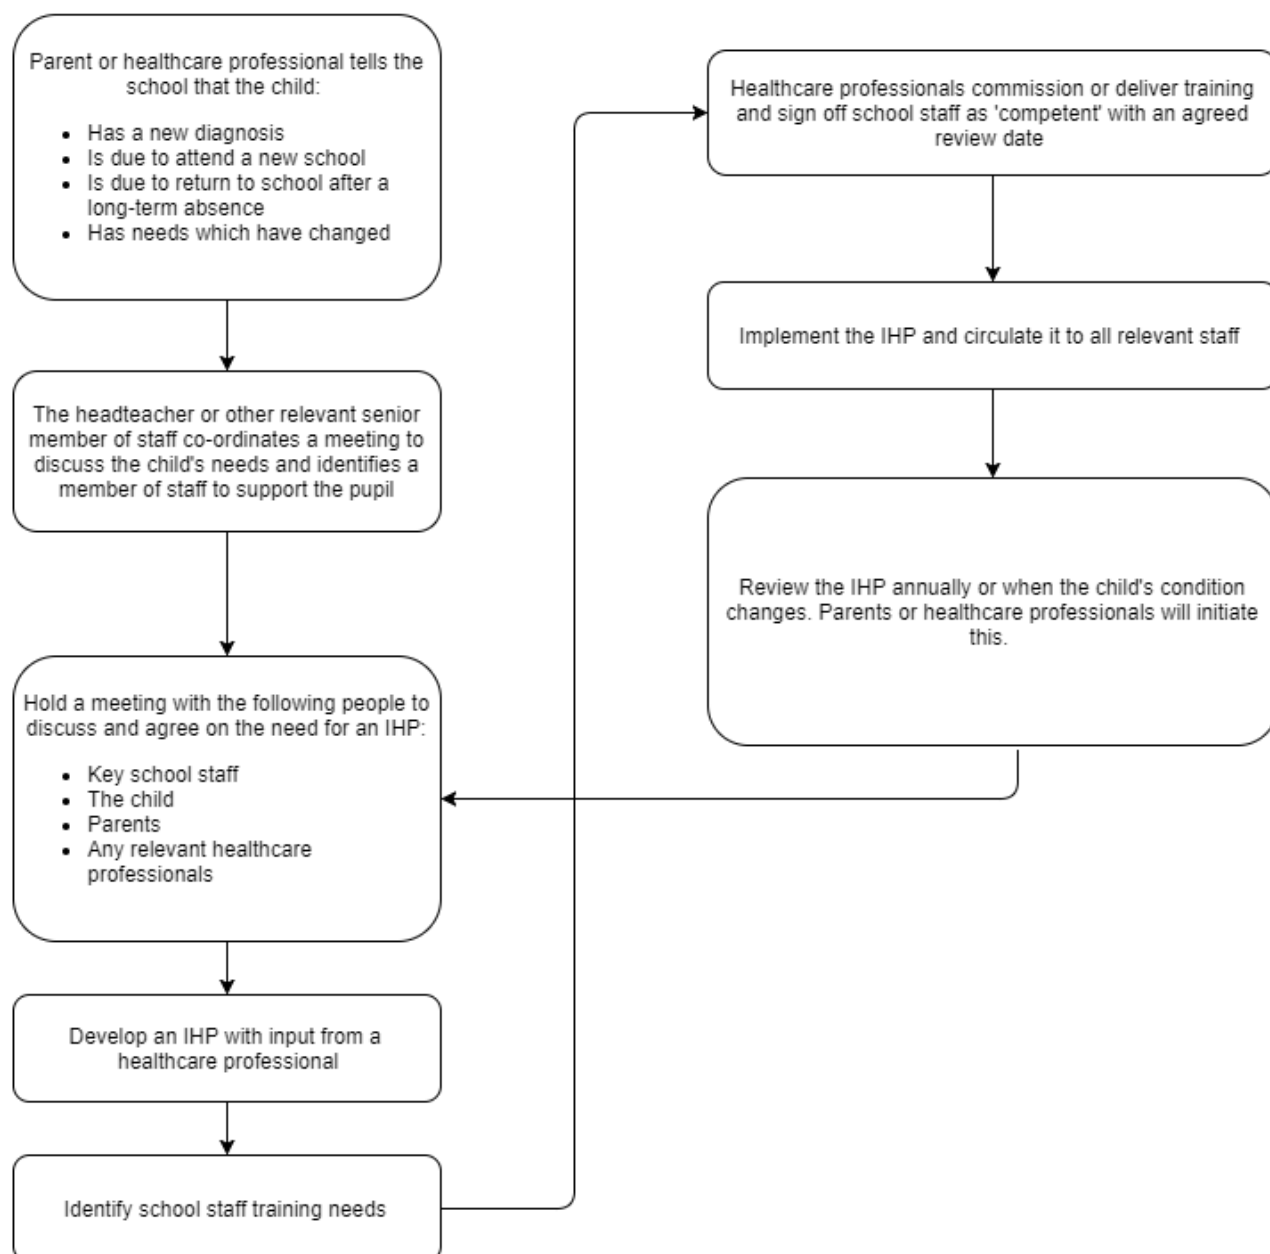 Parent or healthcare professional tells the
school that the child:
• Has a new diagnosis
• Is due to attend a new school
• Is due to return to school after a
long-term absence
• Has needs which have changed
The headteacher or other relevant senior
member of staff co-ordinates a meeting to
discuss the child's needs and identifies a
member of staff to support the pupil
Hold a meeting with the following people to
discuss and agree on the need for an IHP:
• Key school staff
• The child
• Parents
• Any relevant healthcare
professionals
Develop an IHP with input from a
healthcare professional
Identify school staff training needs
Healthcare professionals commission or deliver training
and sign off school staff as 'competent' with an agreed
review date
Implement the IHP and circulate it to all relevant staff
Review the IHP annually or when the child's condition
changes. Parents or healthcare professionals will initiate
this.